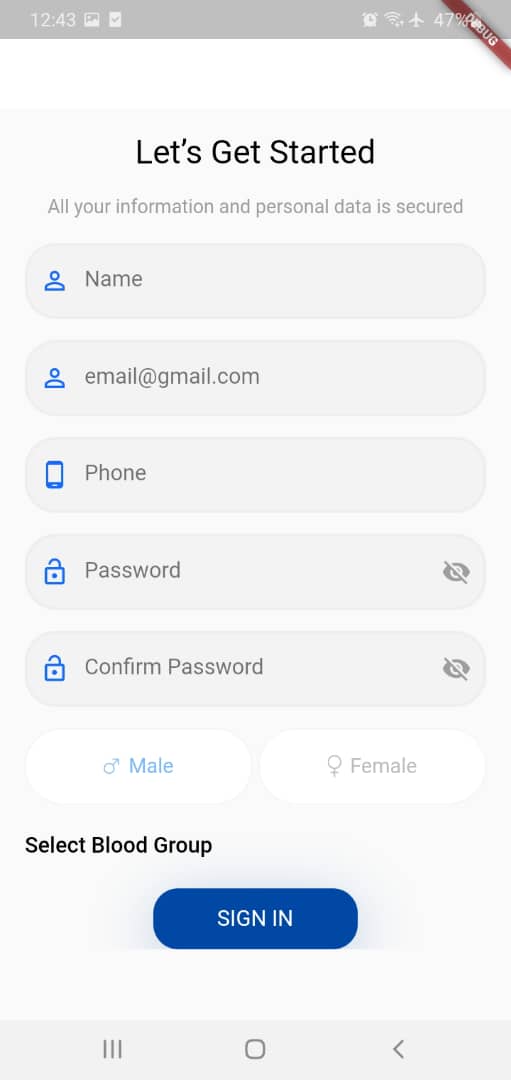 12:43 47%
DEBUG
Let’s Get Started
All your information and personal data is secured
Name
email@gmail.com
Phone
Password
Confirm Password
Male Female
Select Blood Group
SIGN IN